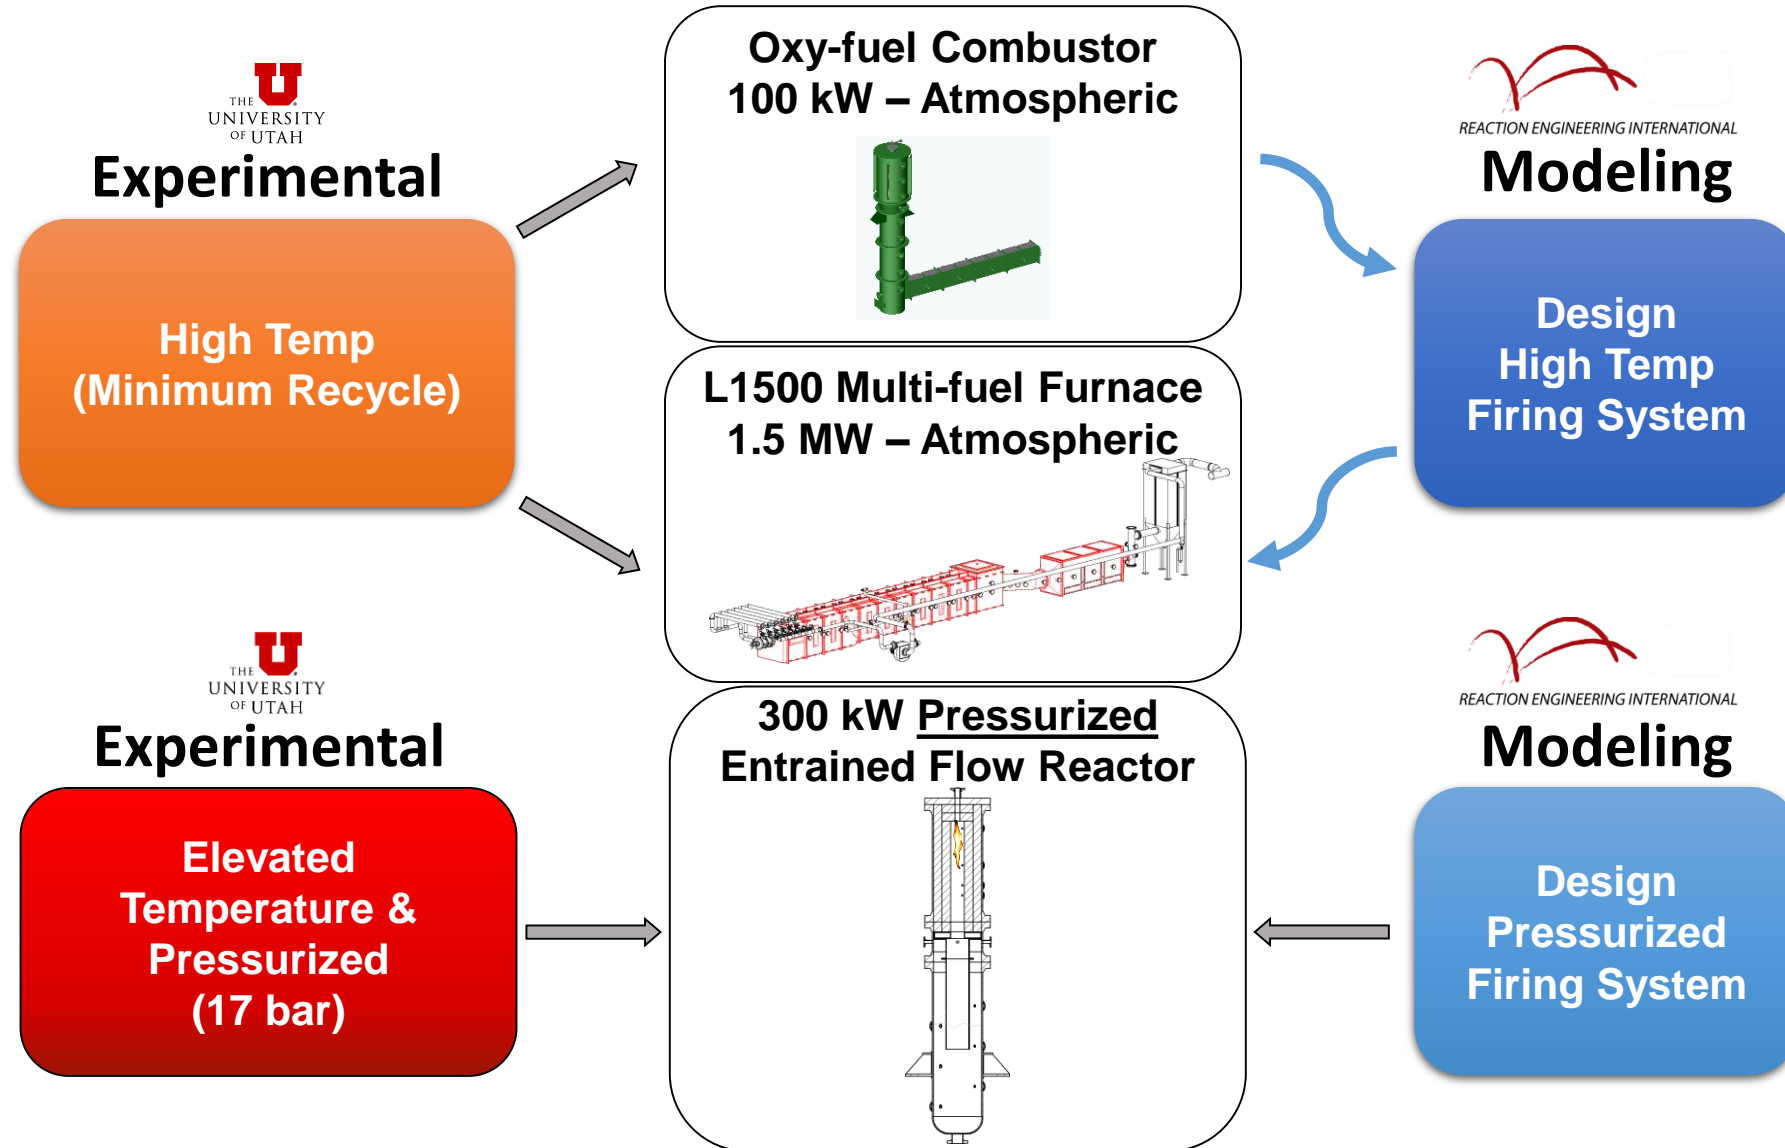 THE
UNIVERSITY
OF UTAH
Experimental
High Temp
(Minimum Recycle)
Oxy-fuel Combustor
100 kW – Atmospheric
REACTION ENGINEERING INTERNATIONAL
Modeling
Design
High Temp
Firing System
L1500 Multi-fuel Furnace
1.5 MW – Atmospheric
THE
UNIVERSITY
OF UTAH
Experimental
Elevated
Temperature &
Pressurized
(17 bar)
300 kW Pressurized
Entrained Flow Reactor
REACTION ENGINEERING INTERNATIONAL
Modeling
Design
Pressurized
Firing System